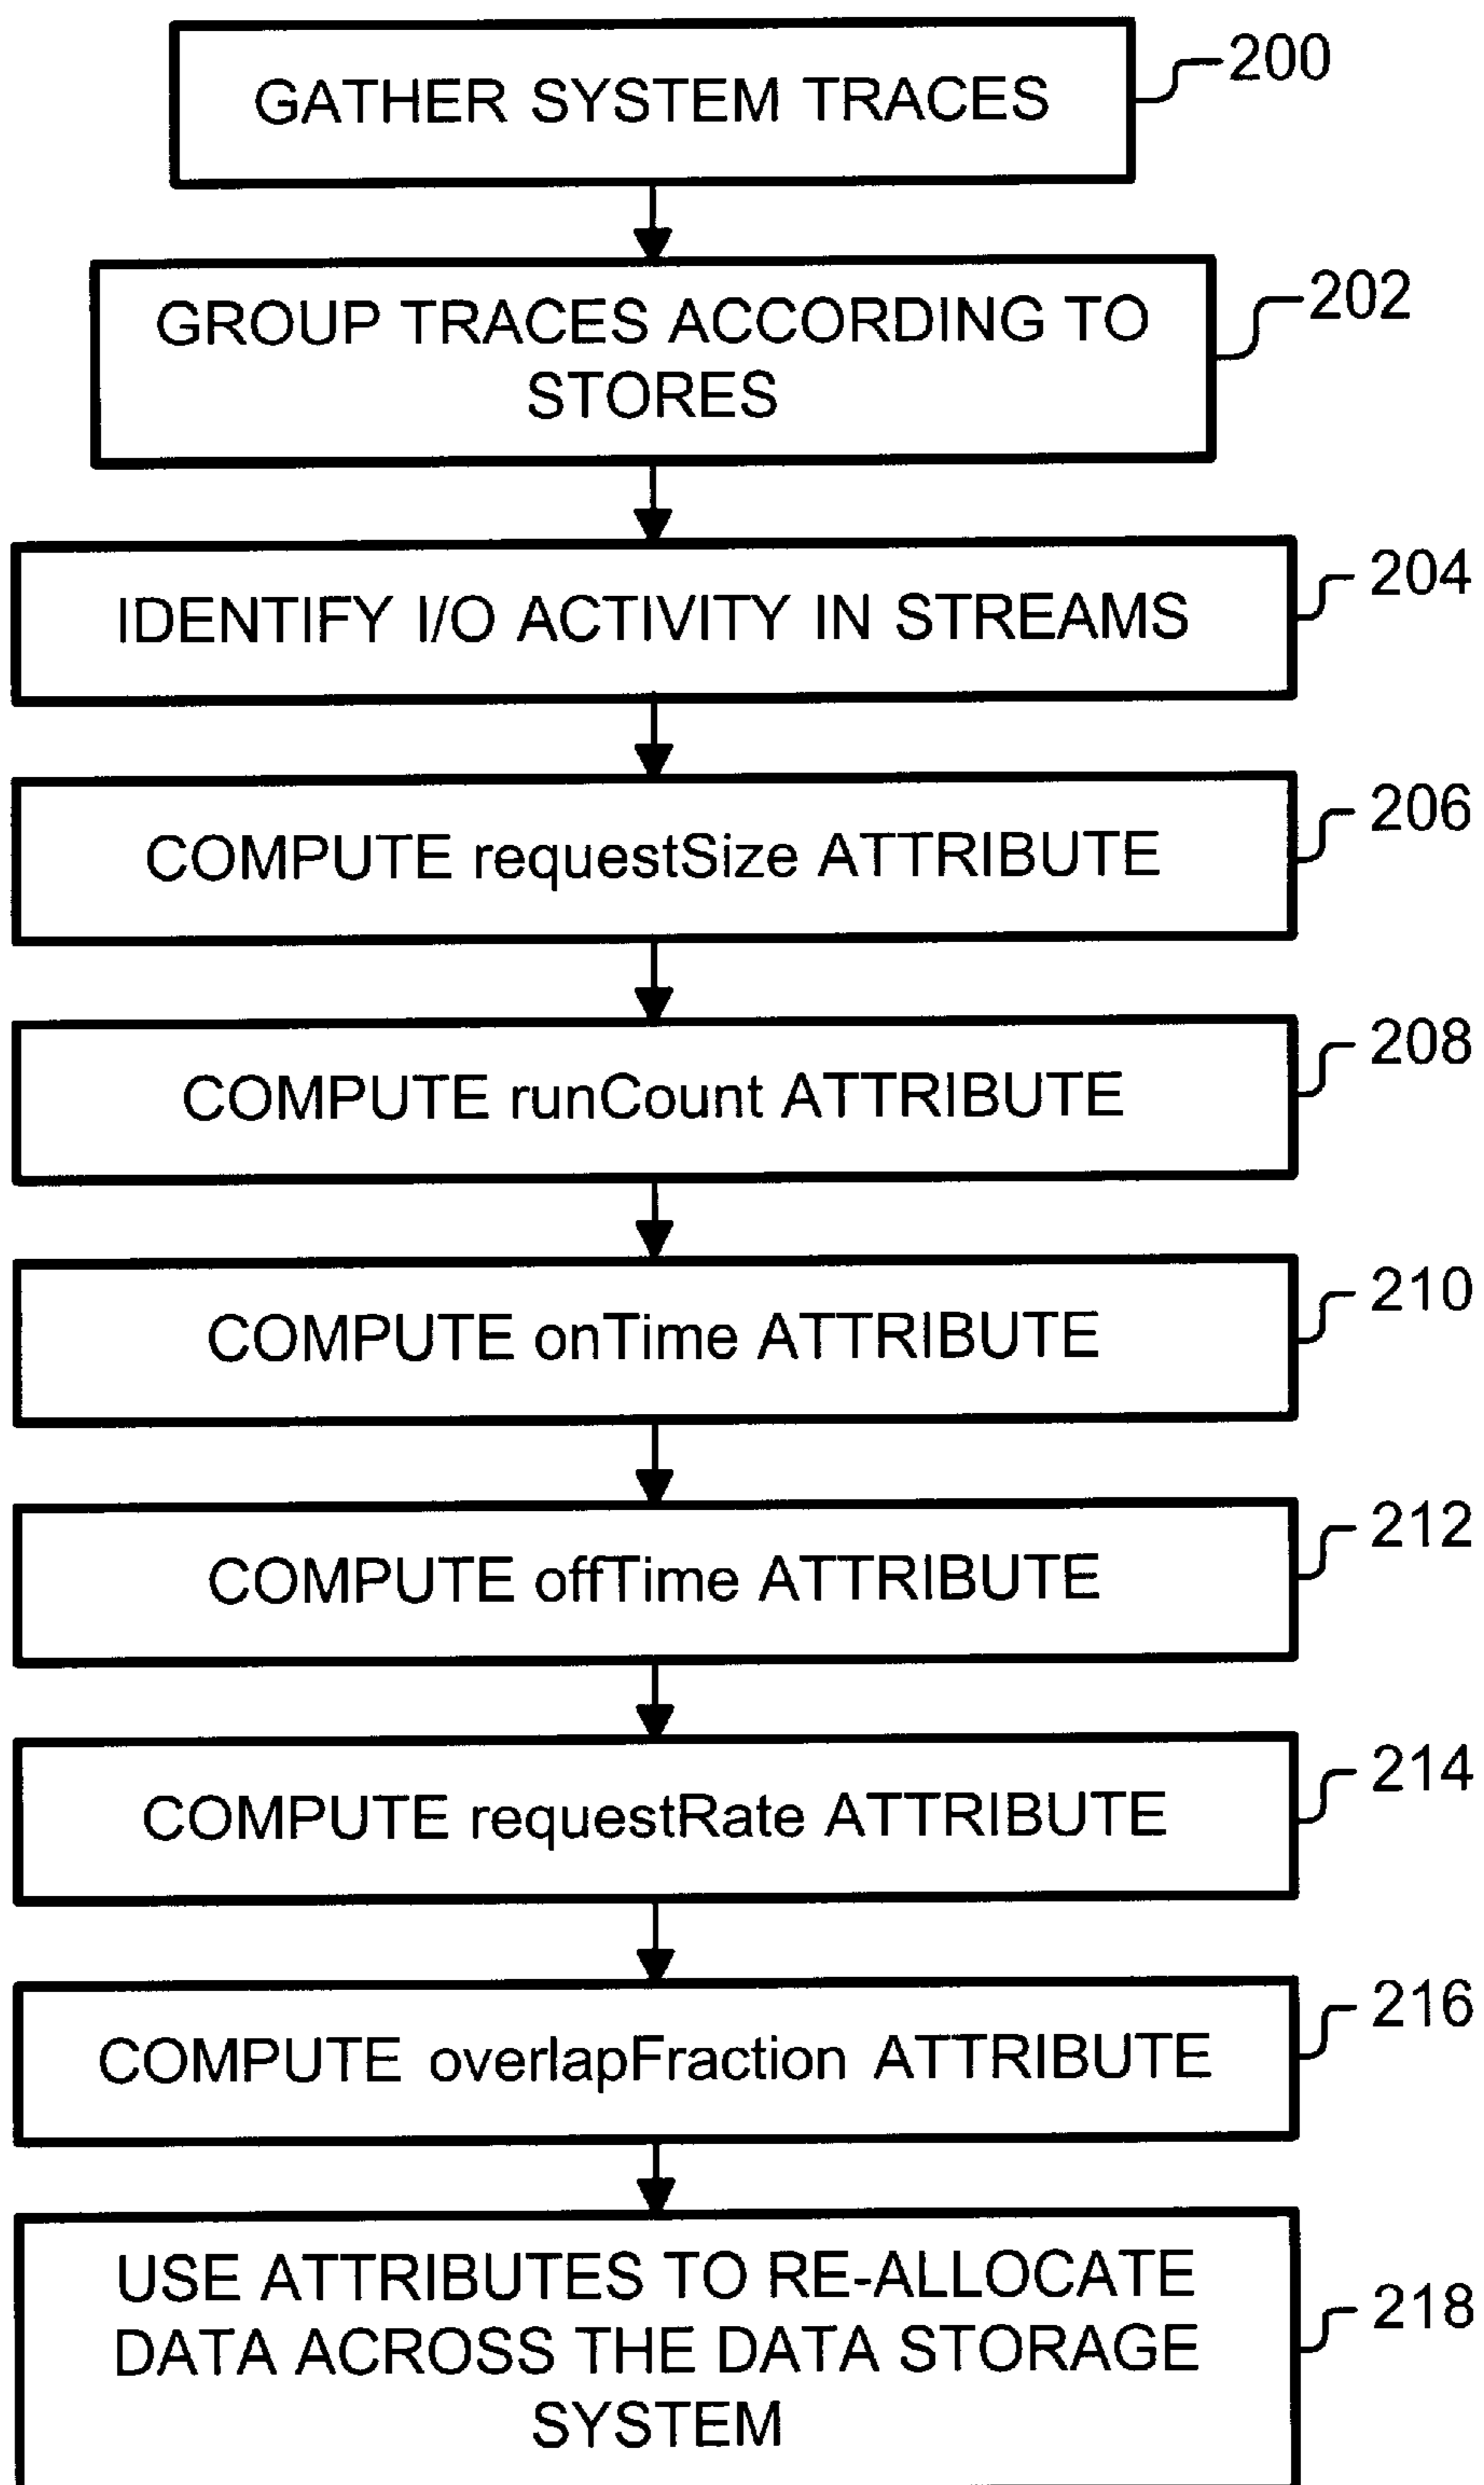 GATHER SYSTEM TRACES
200
GROUP TRACES ACCORDING TO
STORES
202
IDENTIFY I/O ACTIVITY IN STREAMS
204
COMPUTE requestSize ATTRIBUTE
206
COMPUTE runCount ATTRIBUTE
208
COMPUTE onTime ATTRIBUTE
210
COMPUTE offTime ATTRIBUTE
212
COMPUTE requestRate ATTRIBUTE
214
COMPUTE overlapFraction ATTRIBUTE
216
USE ATTRIBUTES TO RE-ALLOCATE
DATA ACROSS THE DATA STORAGE
SYSTEM
218